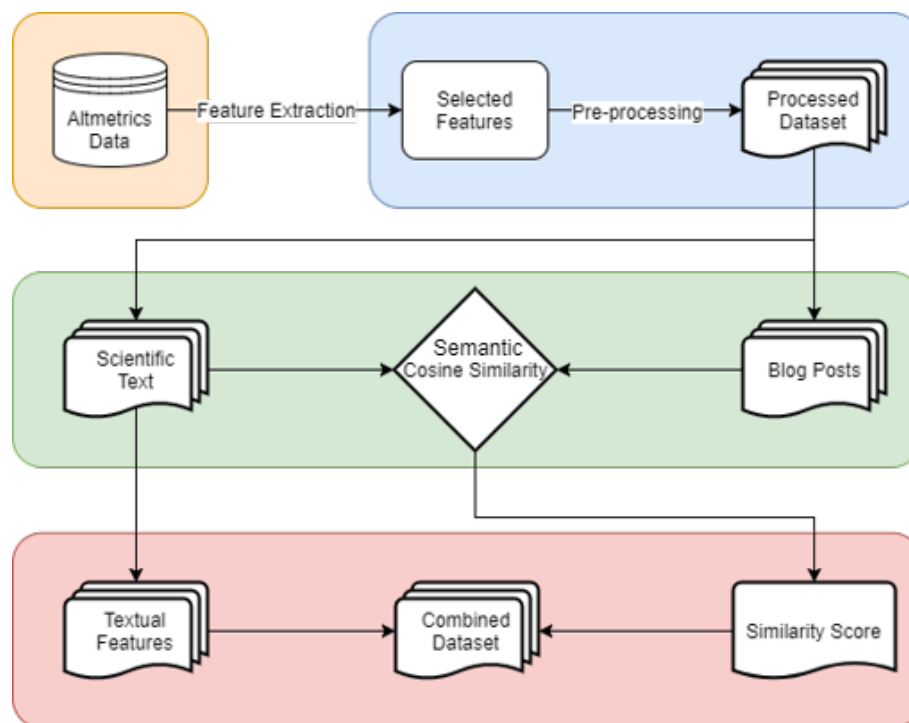 Altmetrics
Data
Feature Extraction
Selected
Features
Pre-processing
Processed
Dataset
Scientific
Text
Semantic
Cosine Similarity
Blog Posts
Textual
Features
Combined
Dataset
Similarity Score